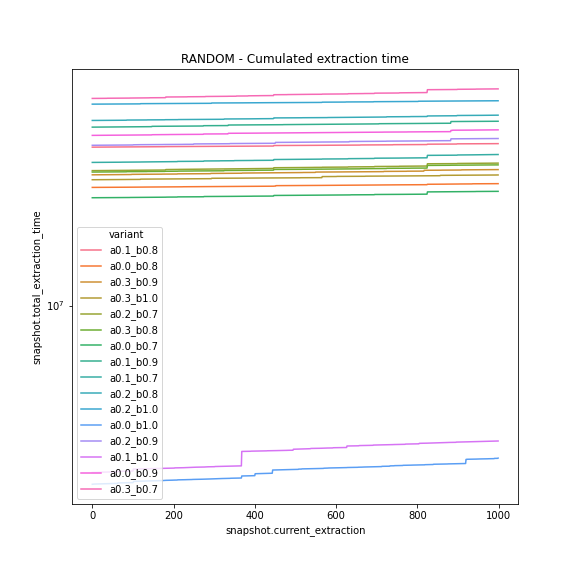 RANDOM - Cumulated extraction time
snapshot.total_extraction_time
10⁷
variant
a0.1_b0.8
a0.0_b0.8
a0.3_b0.9
a0.3_b1.0
a0.2_b0.7
a0.3_b0.8
a0.0_b0.7
a0.1_b0.9
a0.1_b0.7
a0.2_b0.8
a0.2_b1.0
a0.0_b1.0
a0.2_b0.9
a0.1_b1.0
a0.0_b0.9
a0.3_b0.7
0 200 400 600 800 1000
snapshot.current_extraction